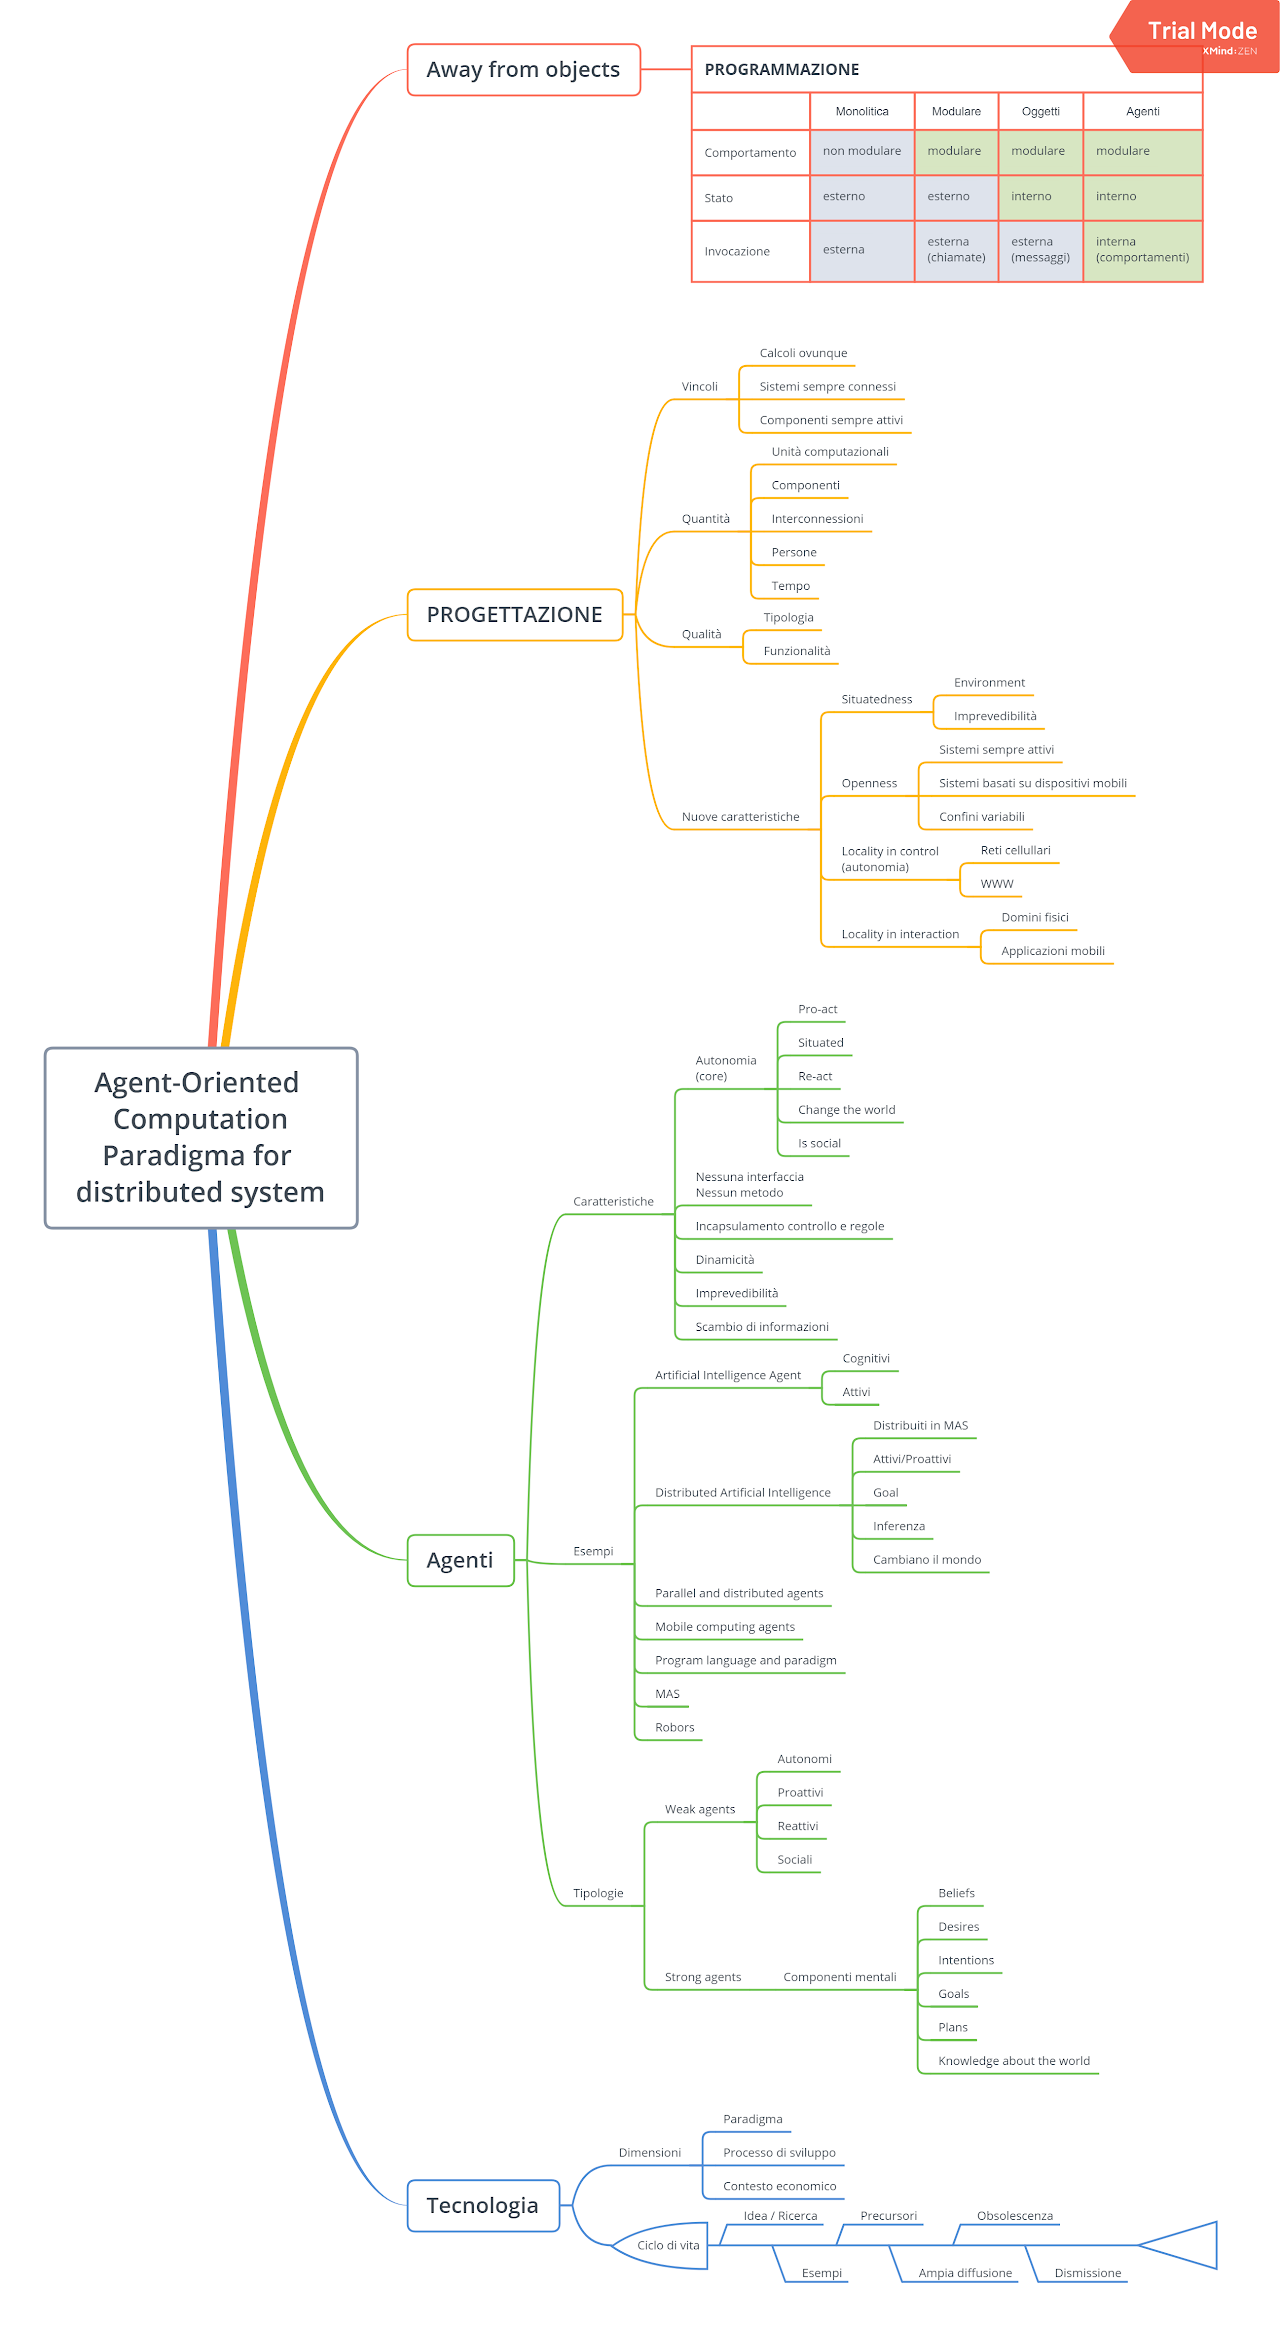 Trial Mode
XMind:ZEN
Away from objects
PROGRAMMAZIONE
Monolitica Modulare Oggetti Agenti
Comportamento non modulare modulare modulare modulare
Stato esterno esterno interno interno
Invocazione esterna esterna (chiamate) esterna (messaggi) interna (comportamenti)
PROGETTAZIONE
Vincoli
Calcoli ovunque
Sistemi sempre connessi
Componenti sempre attivi
Quantità
Unità computazionali
Componenti
Interconnessioni
Persone
Tempo
Qualità
Tipologia
Funzionalità
Nuove caratteristiche
Situatedness
Environment
Imprevedibilità
Openness
Sistemi sempre attivi
Sistemi basati su dispositivi mobili
Confini variabili
Locality in control
(autonomia)
Reti cellullari
WWW
Locality in interaction
Domini fisici
Applicazioni mobili
Agent-Oriented
Computation
Paradigma for
distributed system
Agenti
Caratteristiche
Autonomia
(core)
Pro-act
Situated
Re-act
Change the world
Is social
Nessuna interfaccia
Nessun metodo
Incapsulamento controllo e regole
Dinamicità
Imprevedibilità
Scambio di informazioni
Esempi
Artificial Intelligence Agent
Cognitivi
Attivi
Distributed Artificial Intelligence
Distribuiti in MAS
Attivi/Proattivi
Goal
Inferenza
Cambiano il mondo
Parallel and distributed agents
Mobile computing agents
Program language and paradigm
MAS
Robors
Tipologie
Weak agents
Autonomi
Proattivi
Reattivi
Sociali
Strong agents
Componenti mentali
Beliefs
Desires
Intentions
Goals
Plans
Knowledge about the world
Tecnologia
Dimensioni
Paradigma
Processo di sviluppo
Contesto economico
Ciclo di vita
Idea / Ricerca
Esempi
Precursori
Ampia diffusione
Obsolescenza
Dismissione